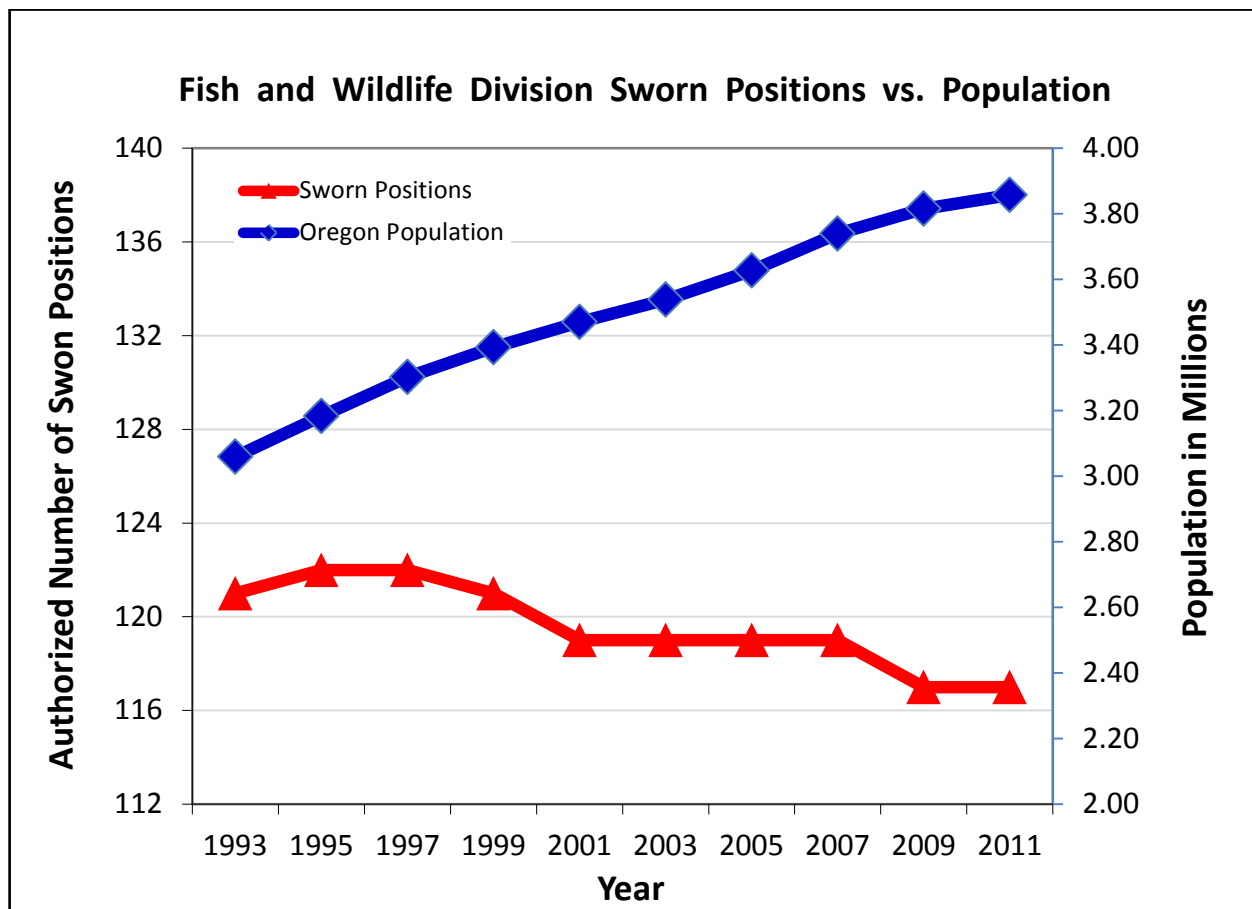 Fish and Wildlife Division Sworn Positions vs. Population
Authorized Number of Swon Positions
140
136
132
128
124
120
116
112
Sworn Positions
Oregon Population
4.00
3.80
3.60
3.40
3.20
3.00
2.80
2.60
2.40
2.20
2.00
Population in Millions
1993 1995 1997 1999 2001 2003 2005 2007 2009 2011
Year